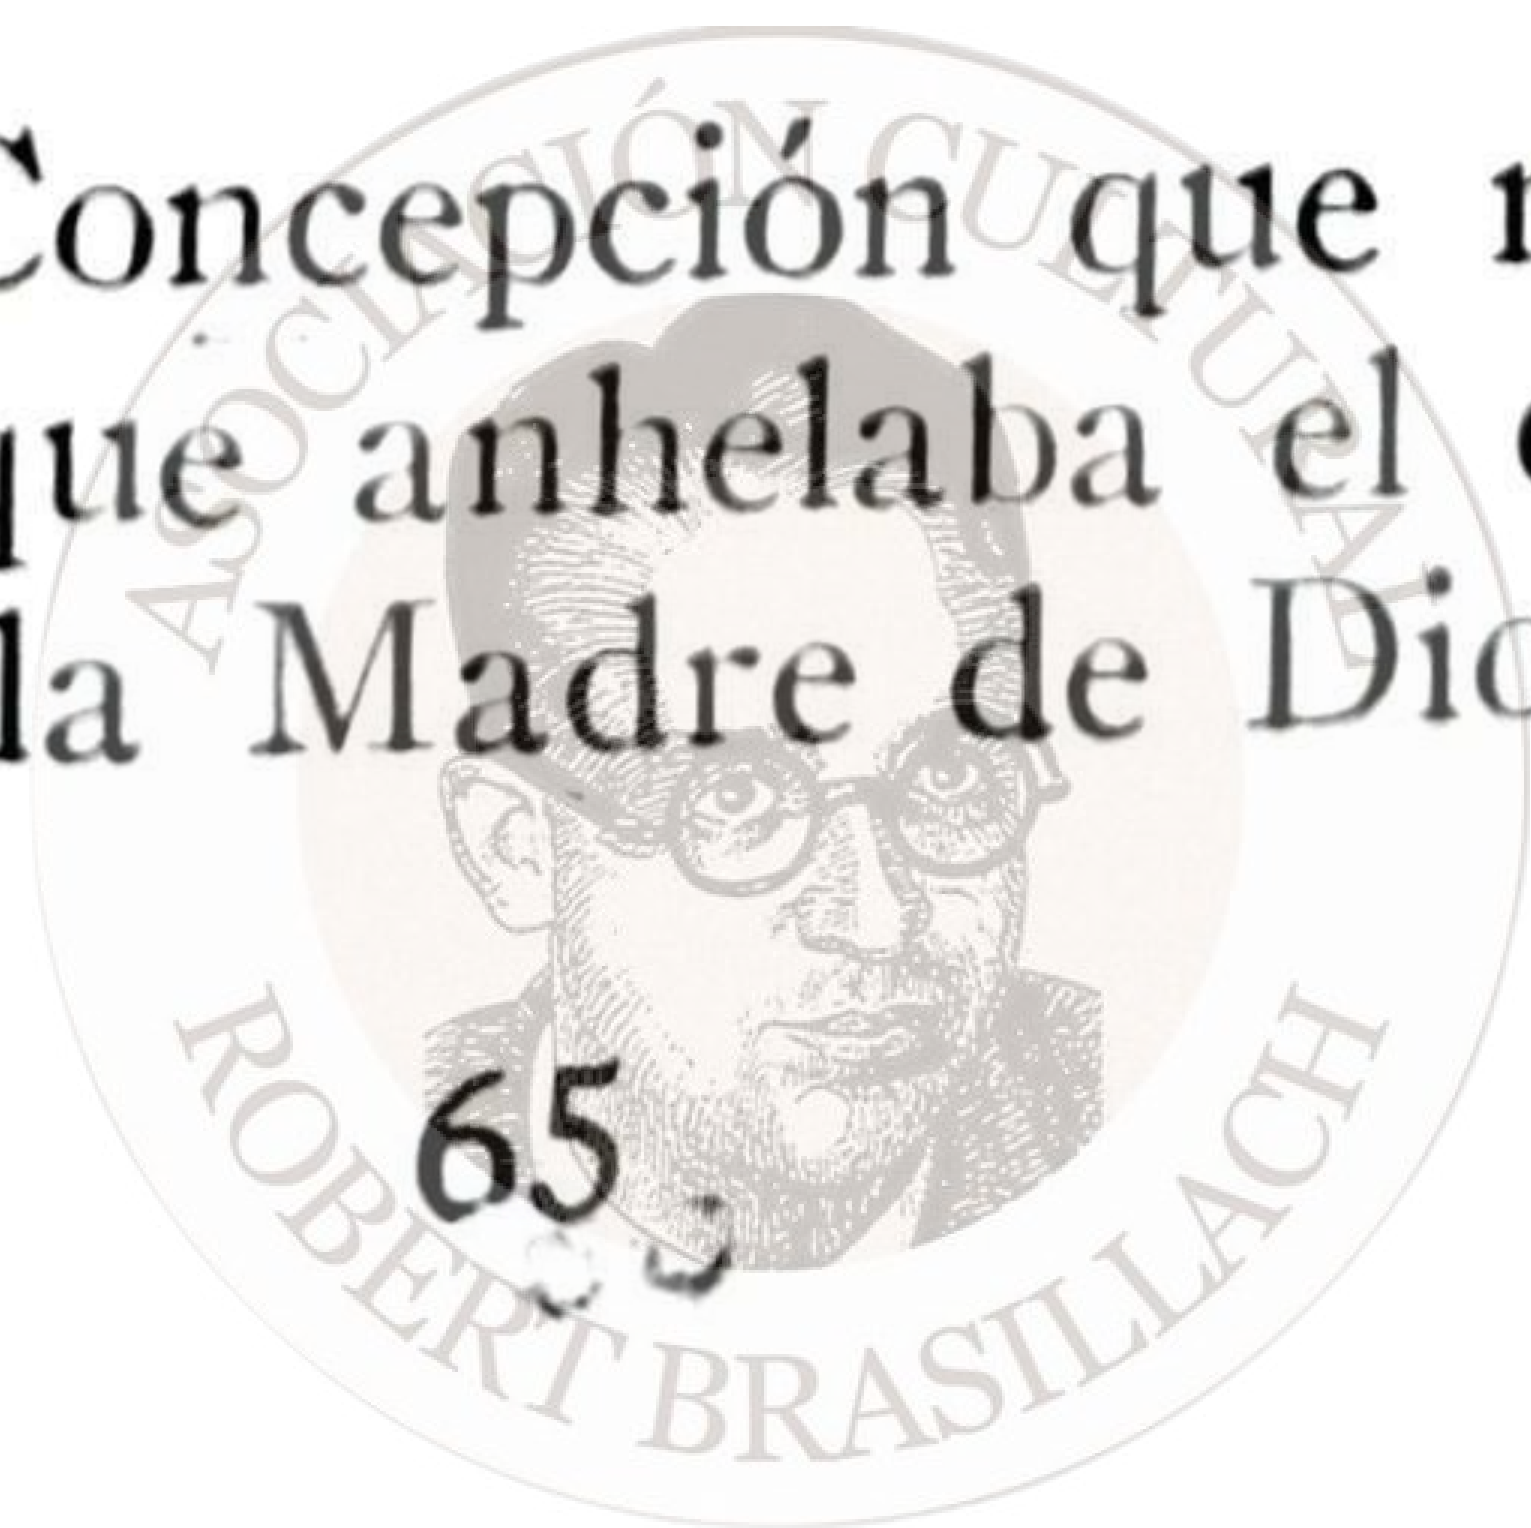 ASOCIACIÓN CULTURAL
Concepción que
que anhelaba el
la Madre de
65
ROBERT BRASILLACH